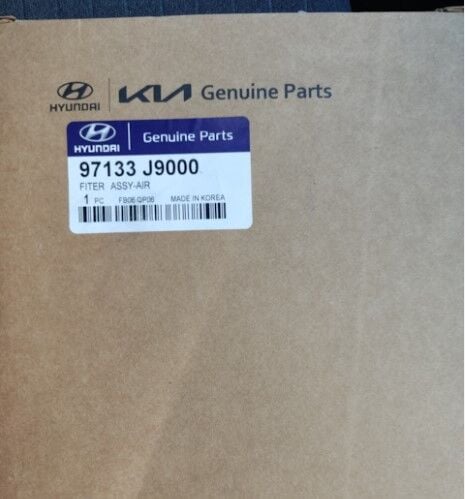 HYUNDAI KIA Genuine Parts
HYUNDAI Genuine Parts
97133 J9000
FITER ASSY-AIR
1 PC FB06-QP06 MADE IN KOREA